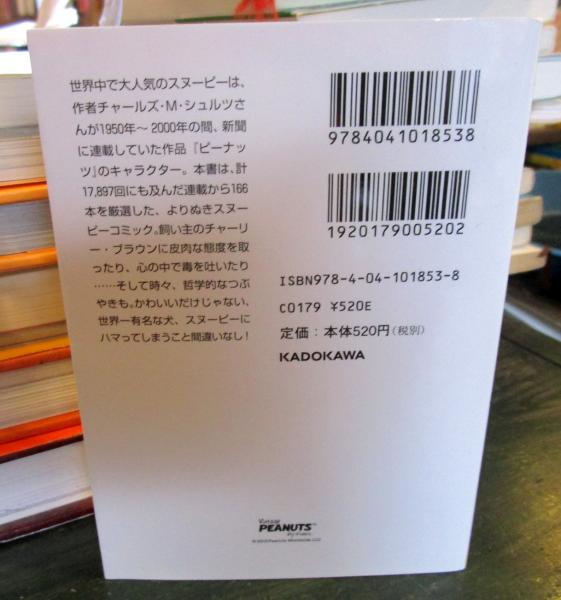 世界中で大人気のスヌーピーは、
作者チャールズ・M・シュルツさ
んが1950年〜2000年の間、新聞
に連載していた作品『ピーナッ
ツ』のキャラクター。本書は、計
17,897回にも及んだ連載から166
本を厳選した、よりぬきスヌー
ピーコミック。飼い主のチャーリ
ー・ブラウンに皮肉な態度を取
ったり、心の中で毒を吐いたり
……そして時々、哲学的なつぶ
やきも。かわいいだけじゃない、
世界一有名な犬、スヌーピーに
ハマってしまうこと間違いなし！
9784041018538
1920179005202
ISBN978-4-04-101853-8
C0179 ¥520E
定価：本体520円（税別）
KADOKAWA
Vintage
PEANUTS